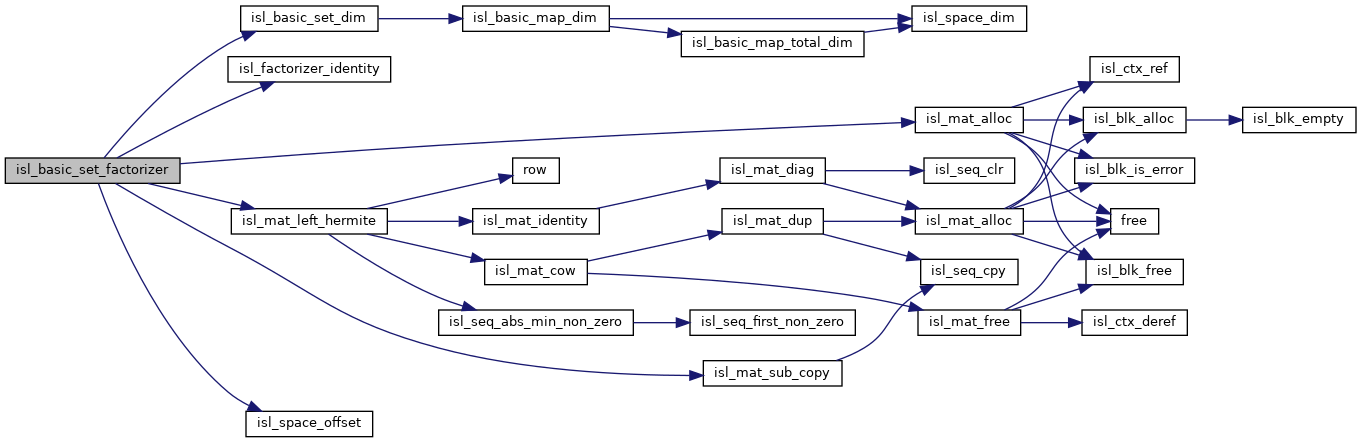 isl_basic_set_dim
isl_basic_map_dim
isl_space_dim
isl_basic_map_total_dim
isl_factorizer_identity
isl_ctx_ref
isl_mat_alloc
isl_blk_alloc
isl_blk_empty
isl_basic_set_factorizer
row
isl_mat_diag
isl_seq_clr
isl_blk_is_error
isl_mat_left_hermite
isl_mat_identity
isl_mat_dup
isl_mat_alloc
free
isl_mat_cow
isl_seq_cpy
isl_blk_free
isl_seq_abs_min_non_zero
isl_seq_first_non_zero
isl_mat_free
isl_ctx_deref
isl_mat_sub_copy
isl_space_offset